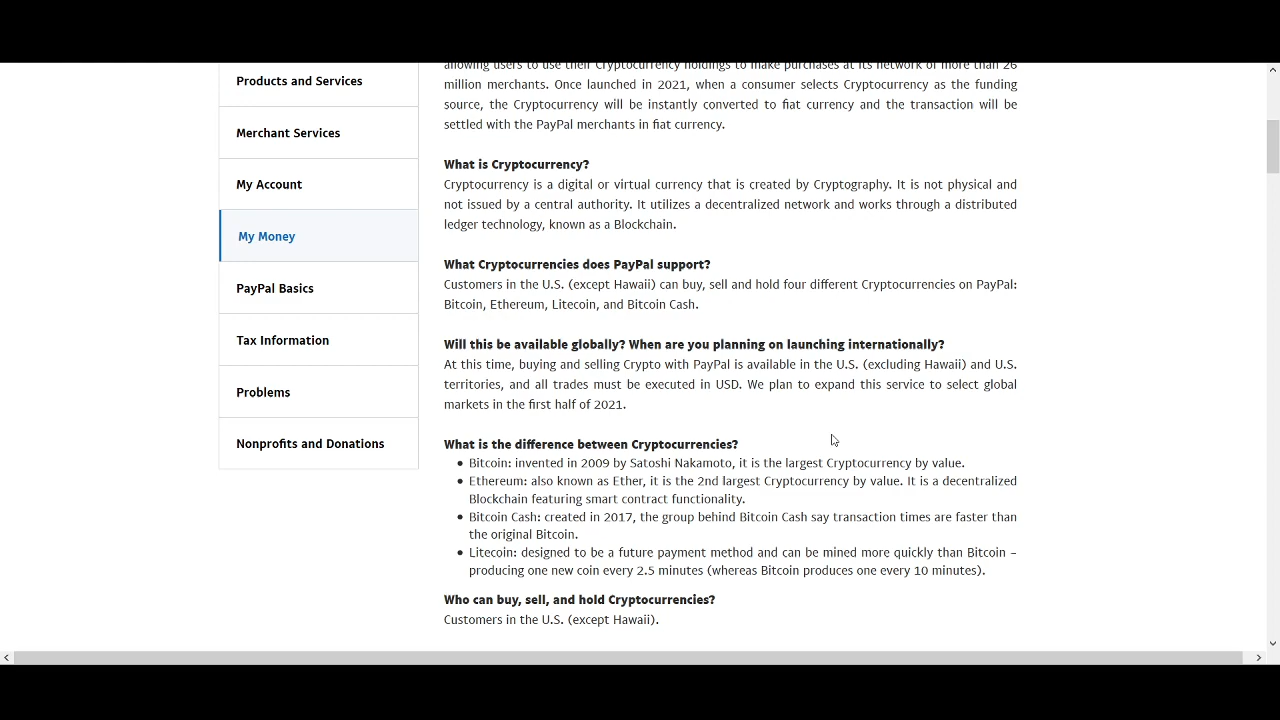 Products and Services
Merchant Services
My Account
My Money
PayPal Basics
Tax Information
Problems
Nonprofits and Donations
allowing users to use their Cryptocurrency holdings to make purchases at its network of more than 26
million merchants. Once launched in 2021, when a consumer selects Cryptocurrency as the funding
source, the Cryptocurrency will be instantly converted to fiat currency and the transaction will be
settled with the PayPal merchants in fiat currency.
What is Cryptocurrency?
Cryptocurrency is a digital or virtual currency that is created by Cryptography. It is not physical and
not issued by a central authority. It utilizes a decentralized network and works through a distributed
ledger technology, known as a Blockchain.
What Cryptocurrencies does PayPal support?
Customers in the U.S. (except Hawaii) can buy, sell and hold four different Cryptocurrencies on PayPal:
Bitcoin, Ethereum, Litecoin, and Bitcoin Cash.
Will this be available globally? When are you planning on launching internationally?
At this time, buying and selling Crypto with PayPal is available in the U.S. (excluding Hawaii) and U.S.
territories, and all trades must be executed in USD. We plan to expand this service to select global
markets in the first half of 2021.
What is the difference between Cryptocurrencies?
• Bitcoin: invented in 2009 by Satoshi Nakamoto, it is the largest Cryptocurrency by value.
• Ethereum: also known as Ether, it is the 2nd largest Cryptocurrency by value. It is a decentralized
Blockchain featuring smart contract functionality.
• Bitcoin Cash: created in 2017, the group behind Bitcoin Cash say transaction times are faster than
the original Bitcoin.
• Litecoin: designed to be a future payment method and can be mined more quickly than Bitcoin –
producing one new coin every 2.5 minutes (whereas Bitcoin produces one every 10 minutes).
Who can buy, sell, and hold Cryptocurrencies?
Customers in the U.S. (except Hawaii).